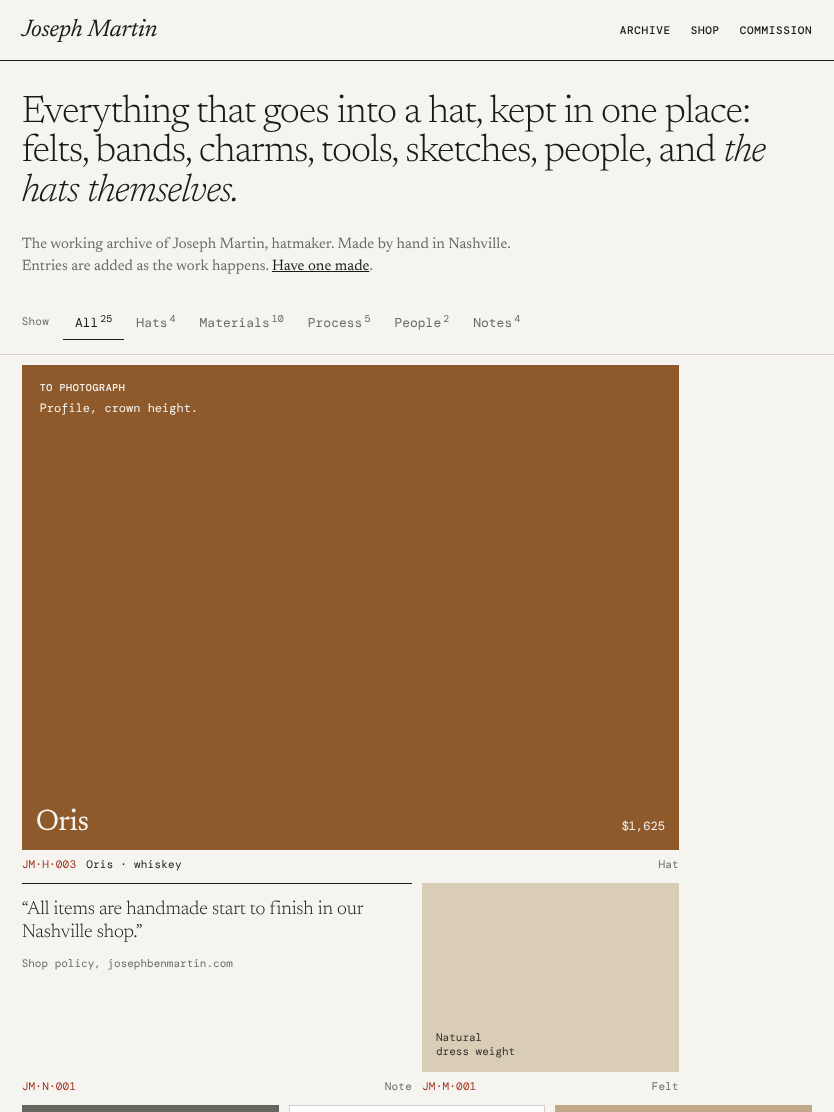 Joseph Martin
ARCHIVE SHOP COMMISSION
Everything that goes into a hat, kept in one place:
felts, bands, charms, tools, sketches, people, and the
hats themselves.
The working archive of Joseph Martin, hatmaker. Made by hand in Nashville.
Entries are added as the work happens. Have one made.
Show All 25 Hats 4 Materials 10 Process 5 People 2 Notes 4
TO PHOTOGRAPH
Profile, crown height.
Oris $1,625
JM·H·003 Oris · whiskey Hat
“All items are handmade start to finish in our
Nashville shop.”
Shop policy, josephbenmartin.com
JM·N·001 Note
Natural
dress weight
JM·M·001 Felt